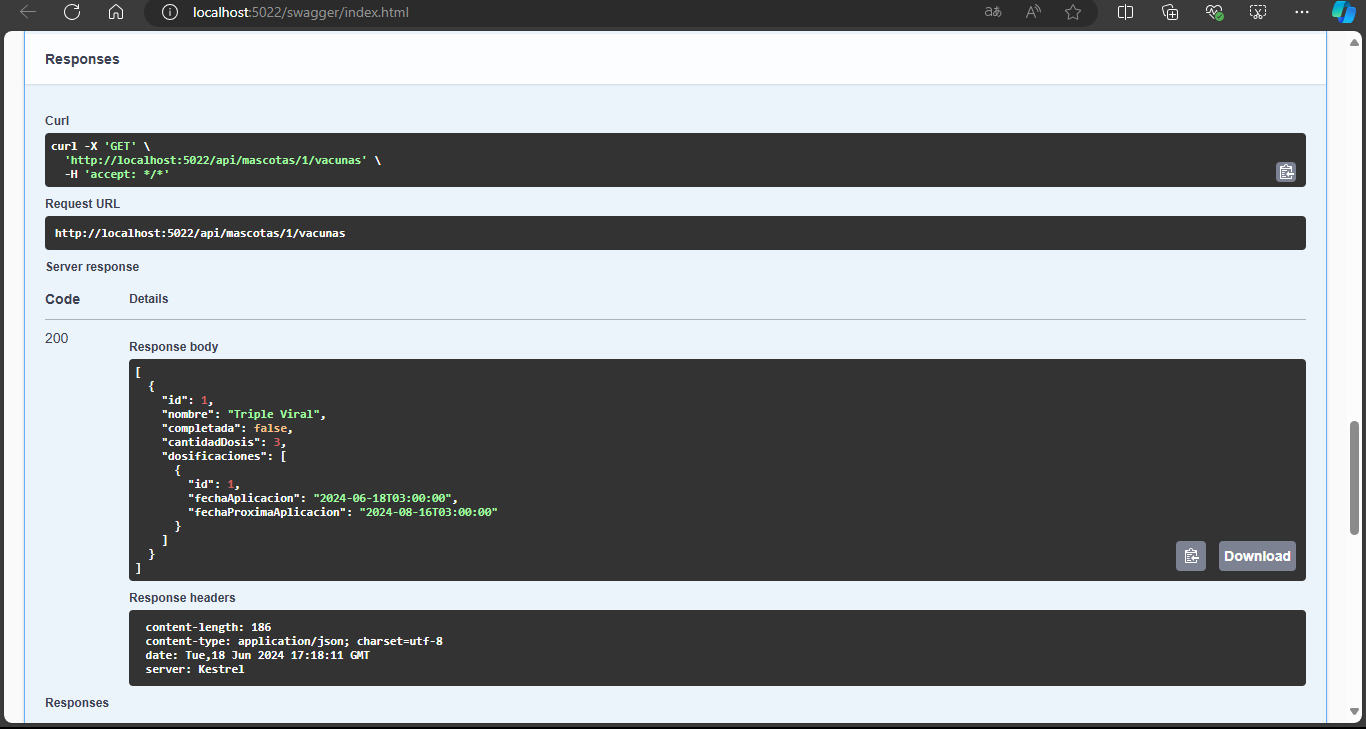 localhost:5022/swagger/index.html
Responses
Curl
curl -X 'GET' \
  'http://localhost:5022/api/mascotas/1/vacunas' \
  -H 'accept: */*'
Request URL
http://localhost:5022/api/mascotas/1/vacunas
Server response
Code Details
200
Response body
[
  {
    "id": 1,
    "nombre": "Triple Viral",
    "completada": false,
    "cantidadDosis": 3,
    "dosificaciones": [
      {
        "id": 1,
        "fechaAplicacion": "2024-06-18T03:00:00",
        "fechaProximaAplicacion": "2024-08-16T03:00:00"
      }
    ]
  }
]
Download
Response headers
content-length: 186
content-type: application/json; charset=utf-8
date: Tue,18 Jun 2024 17:18:11 GMT
server: Kestrel
Responses